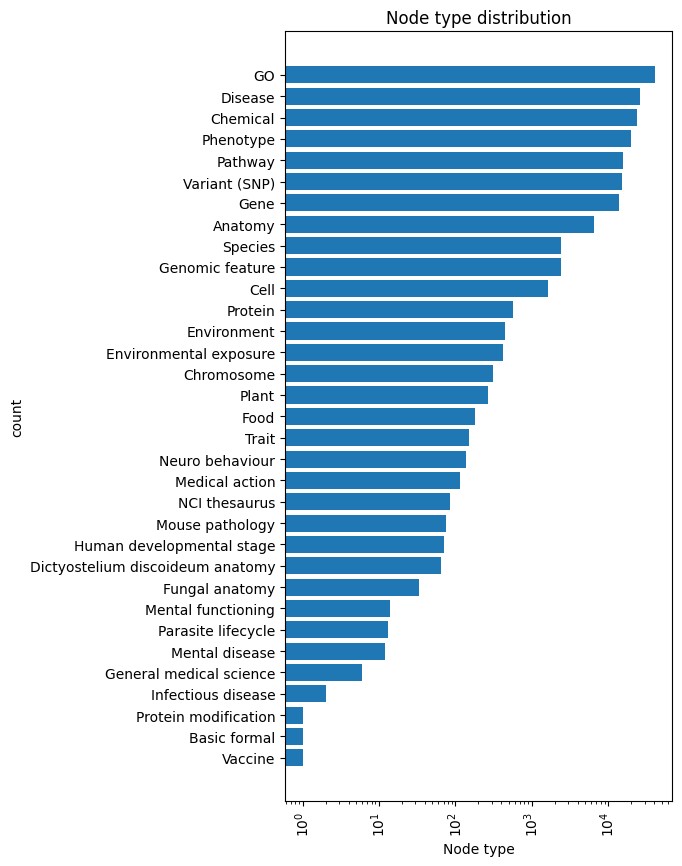 Node type distribution
GO
Disease
Chemical
Phenotype
Pathway
Variant (SNP)
Gene
Anatomy
Species
Genomic feature
Cell
Protein
Environment
Environmental exposure
Chromosome
Plant
Food
Trait
Neuro behaviour
Medical action
NCI thesaurus
Mouse pathology
Human developmental stage
Dictyostelium discoideum anatomy
Fungal anatomy
Mental functioning
Parasite lifecycle
Mental disease
General medical science
Infectious disease
Protein modification
Basic formal
Vaccine
count
10⁰ 10¹ 10² 10³ 10⁴
Node type